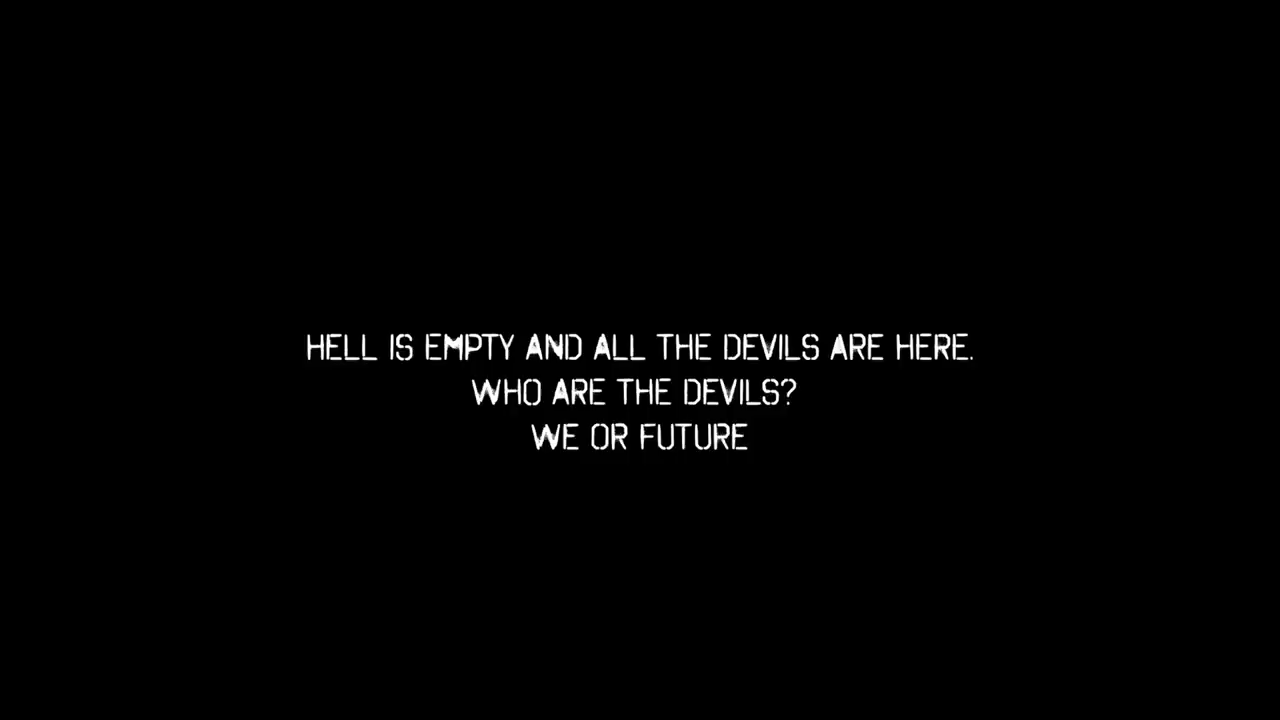 HELL IS EMPTY AND ALL THE DEVILS ARE HERE.
WHO ARE THE DEVILS?
WE OR FUTURE